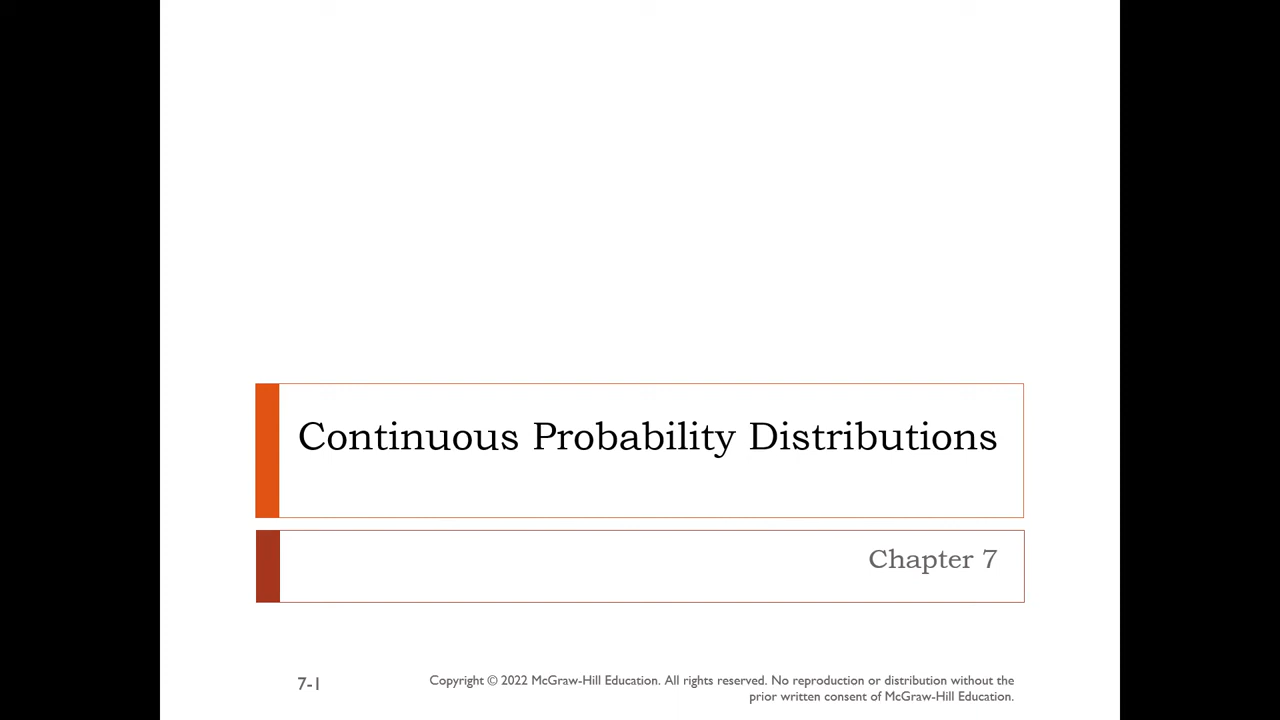 Continuous Probability Distributions
Chapter 7
7-1
Copyright © 2022 McGraw-Hill Education. All rights reserved. No reproduction or distribution without the
prior written consent of McGraw-Hill Education.